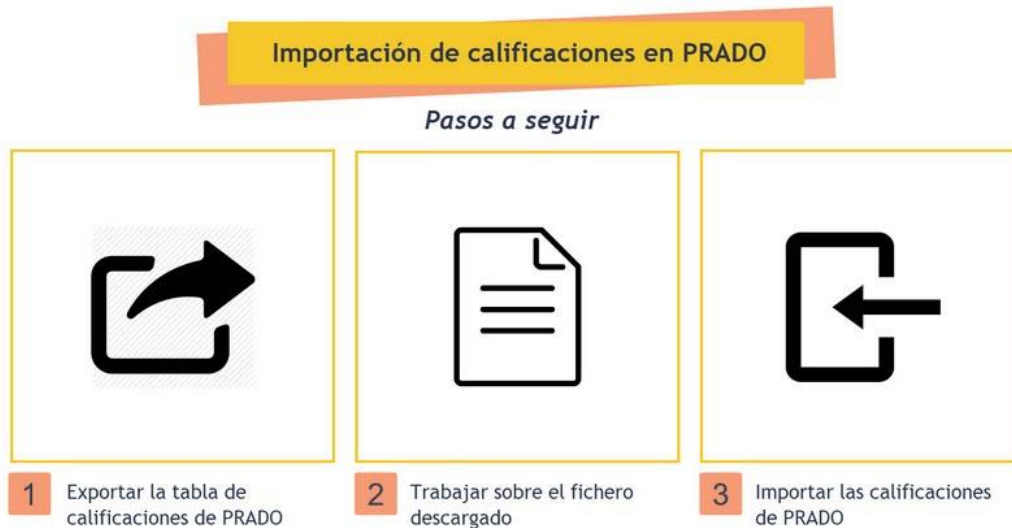 Importación de calificaciones en PRADO
Pasos a seguir
1
Exportar la tabla de
calificaciones de PRADO
2
Trabajar sobre el fichero
descargado
3
Importar las calificaciones
de PRADO